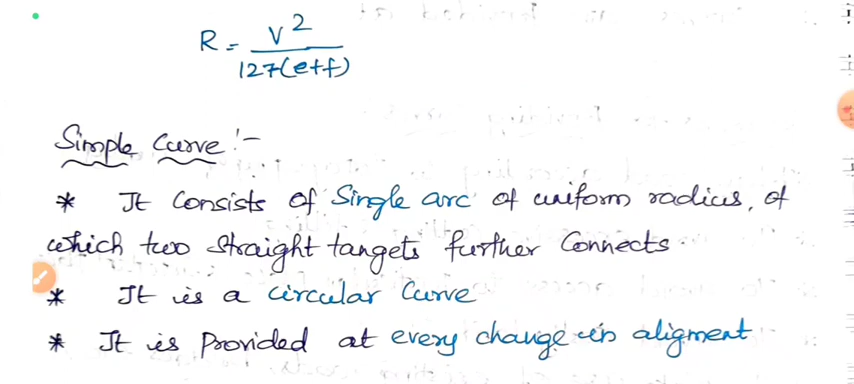 R = V²/127(e+f)
Simple Curve :-
* It consists of Single arc of uniform radius, of
which two straight tangets further Connects.
* It is a circular Curve
* It is Provided at every change in aligment